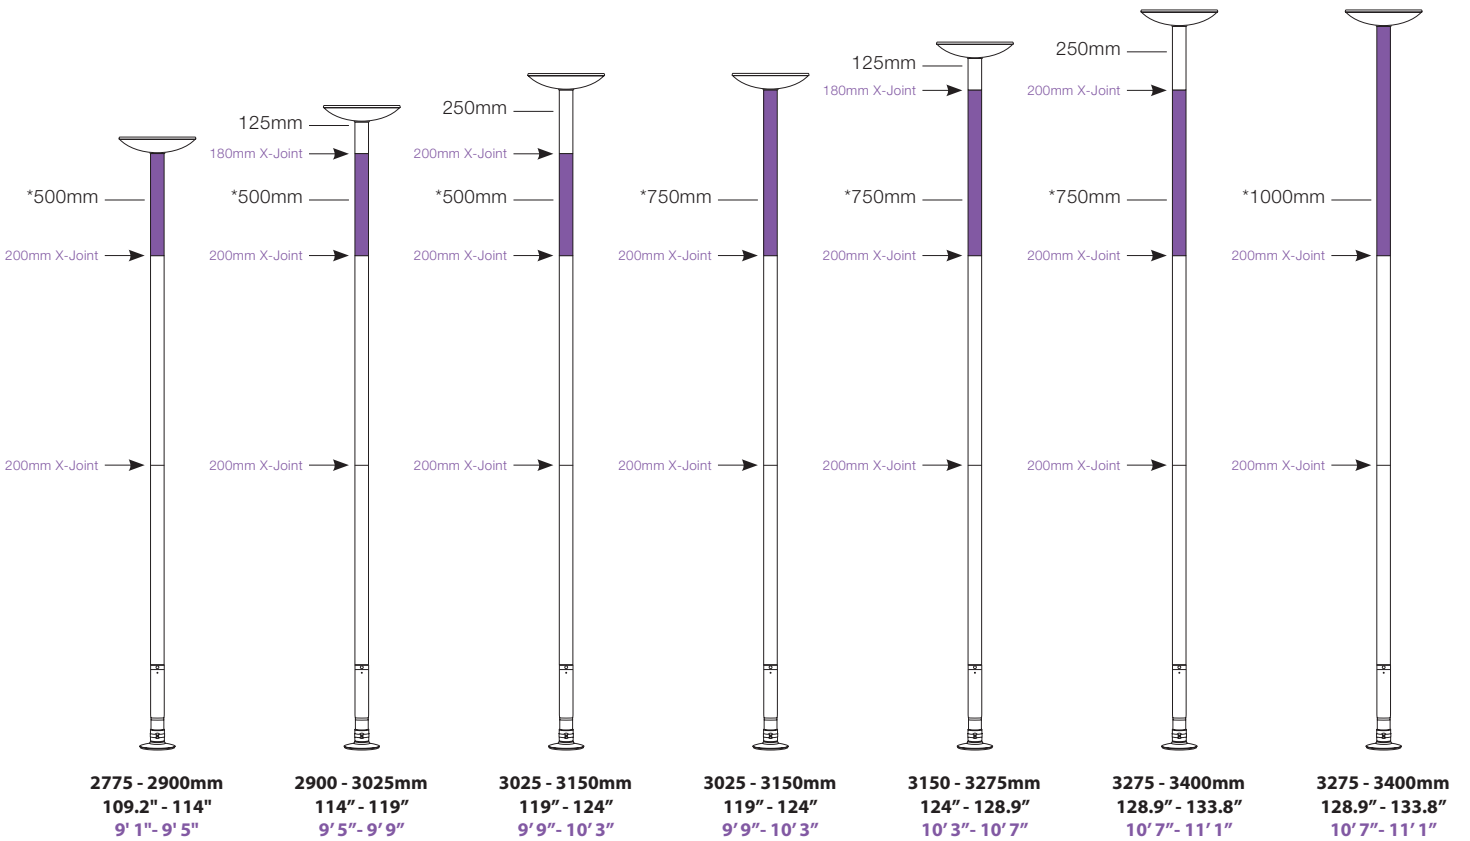 *500mm
200mm X-Joint
200mm X-Joint
2775 - 2900mm
109.2" - 114"
9' 1"- 9' 5"
125mm
180mm X-Joint
*500mm
200mm X-Joint
200mm X-Joint
2900 - 3025mm
114” - 119”
9’ 5”- 9’ 9”
250mm
200mm X-Joint
*500mm
200mm X-Joint
200mm X-Joint
3025 - 3150mm
119” - 124”
9’ 9”- 10’ 3”
*750mm
200mm X-Joint
200mm X-Joint
3025 - 3150mm
119” - 124”
9’ 9”- 10’ 3”
125mm
180mm X-Joint
*750mm
200mm X-Joint
200mm X-Joint
3150 - 3275mm
124” - 128.9”
10’ 3”- 10’ 7”
250mm
200mm X-Joint
*750mm
200mm X-Joint
200mm X-Joint
3275 - 3400mm
128.9” - 133.8”
10’ 7”- 11’ 1”
*1000mm
200mm X-Joint
200mm X-Joint
3275 - 3400mm
128.9” - 133.8”
10’ 7”- 11’ 1”